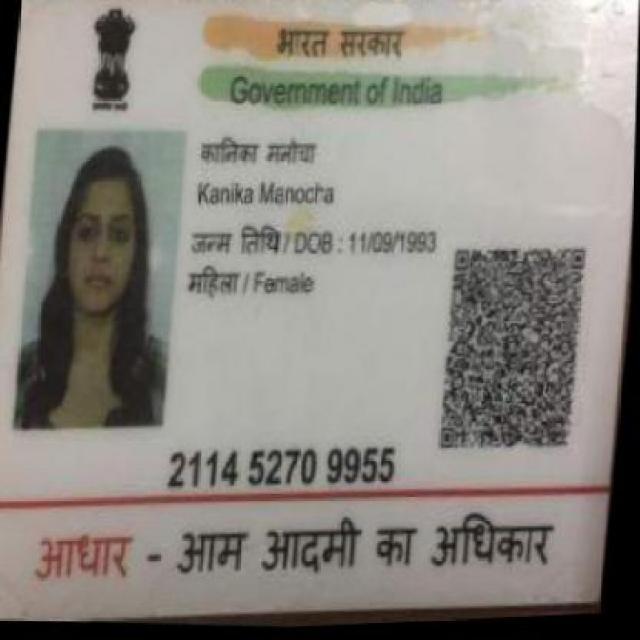 भारत सरकार
Government of India
कानिका मनोचा
Kanika Manocha
जन्म तिथि / DOB : 11/09/1993
महिला / Female
2114 5270 9955
आधार - आम आदमी का अधिकार